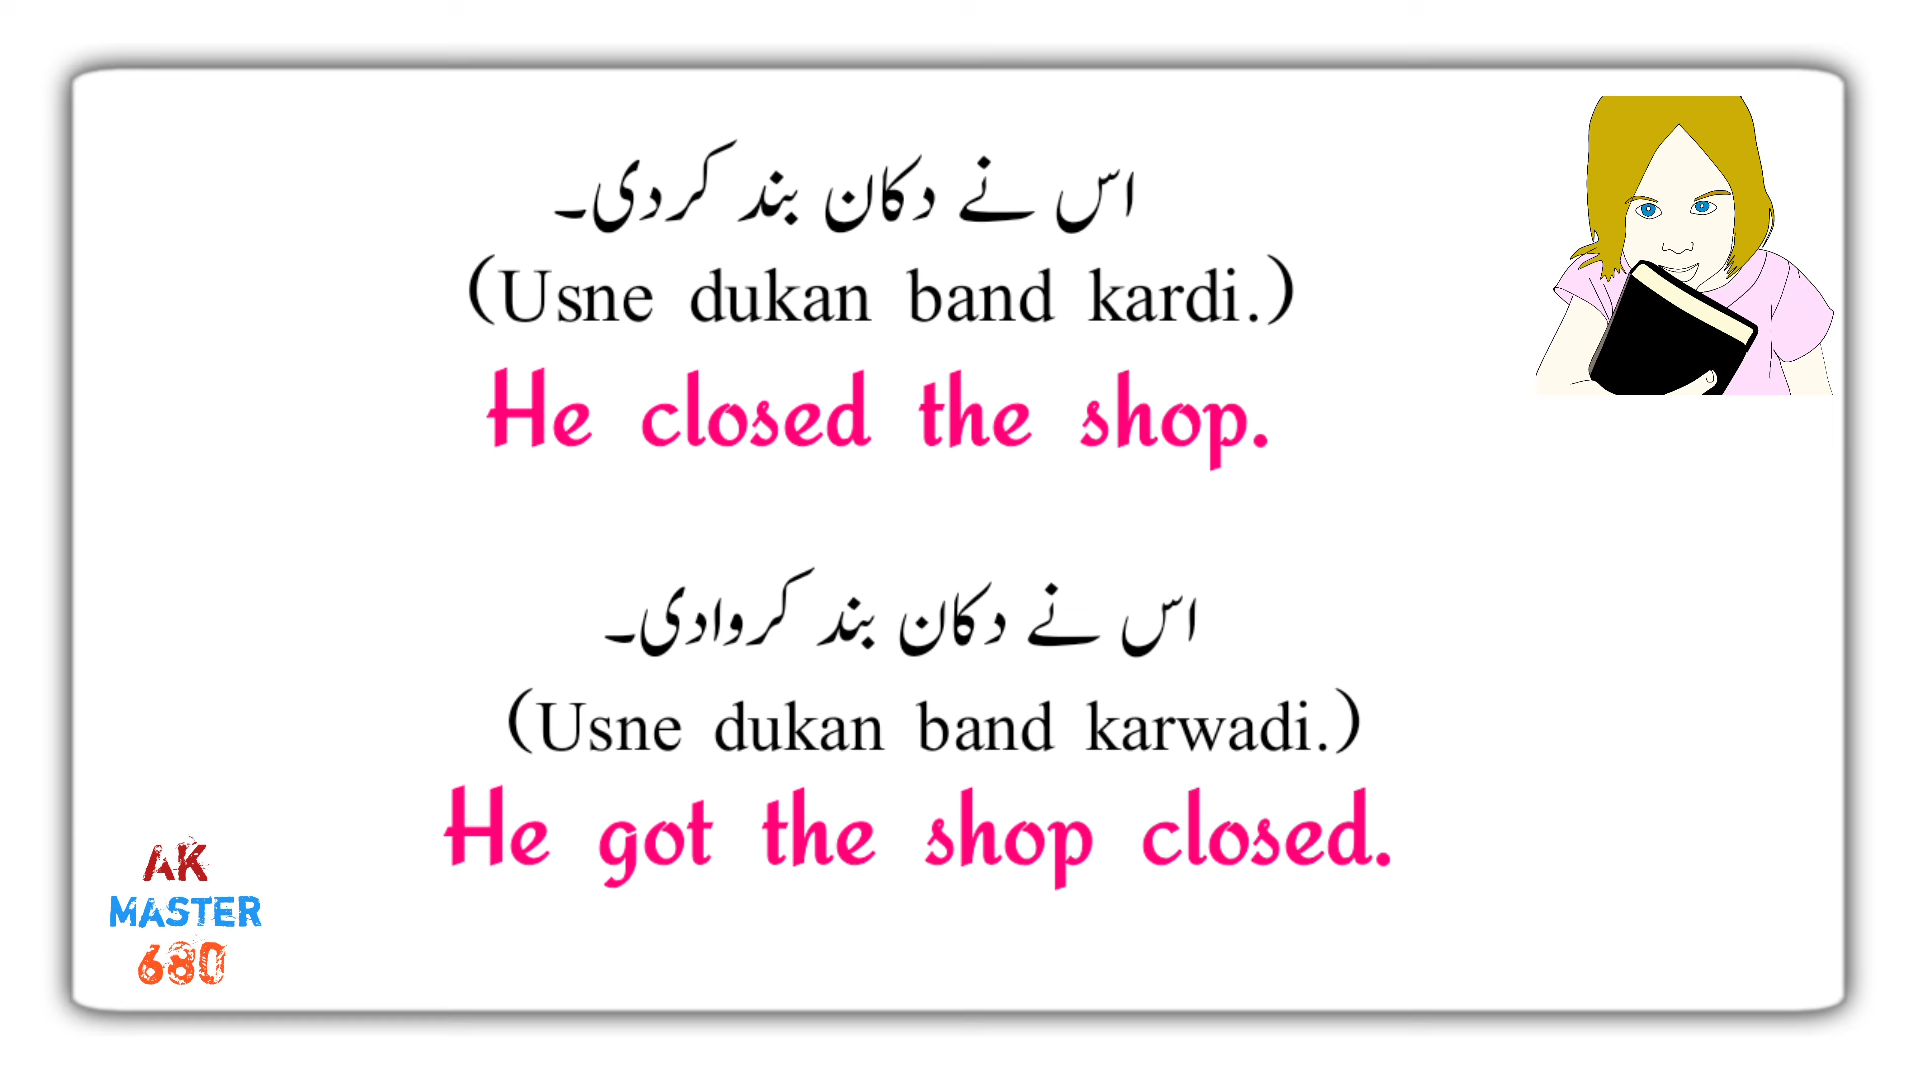 اس نے دکان بند کردی۔
(Usne dukan band kardi.)
He closed the shop.
اس نے دکان بند کروادی۔
(Usne dukan band karwadi.)
He got the shop closed.
AK
MASTER
680